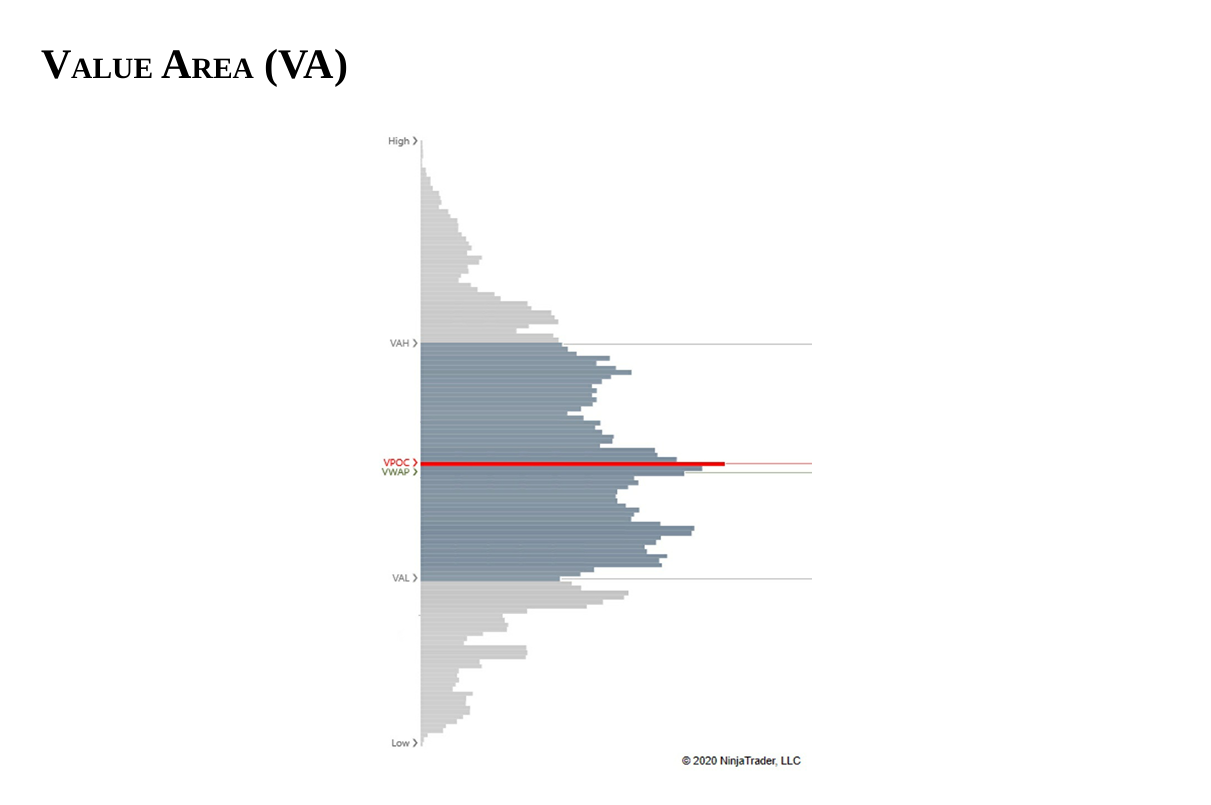 VALUE AREA (VA)
High
VAH
VPOC
VWAP
VAL
Low
© 2020 NinjaTrader, LLC